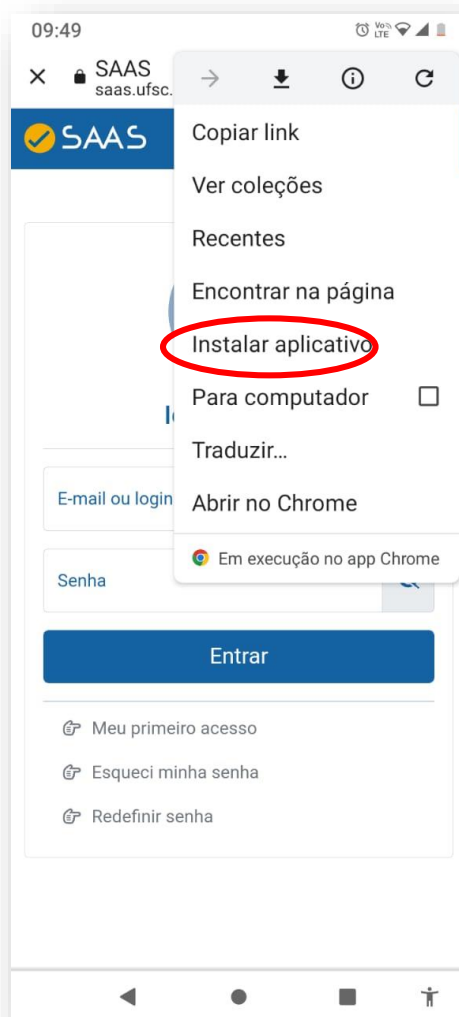 09:49
Vo))
LTE
SAAS
saas.ufsc.
SAAS
Copiar link
Ver coleções
Recentes
Encontrar na página
Instalar aplicativo
Para computador
Traduzir...
Abrir no Chrome
Em execução no app Chrome
E-mail ou login
Senha
Entrar
Meu primeiro acesso
Esqueci minha senha
Redefinir senha